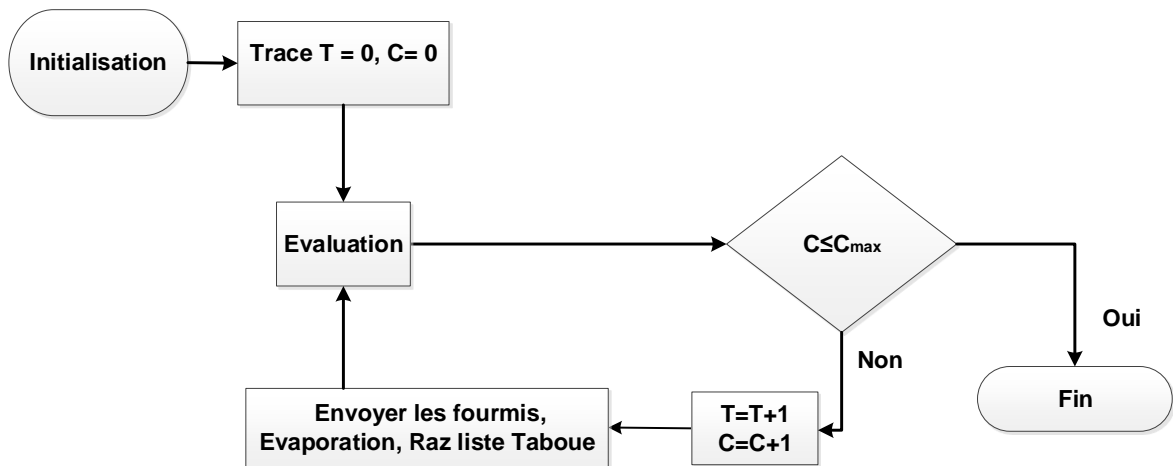 Initialisation
Trace T = 0, C= 0
Evaluation
C≤Cmax
Oui
Non
Fin
T=T+1
C=C+1
Envoyer les fourmis,
Evaporation, Raz liste Taboue